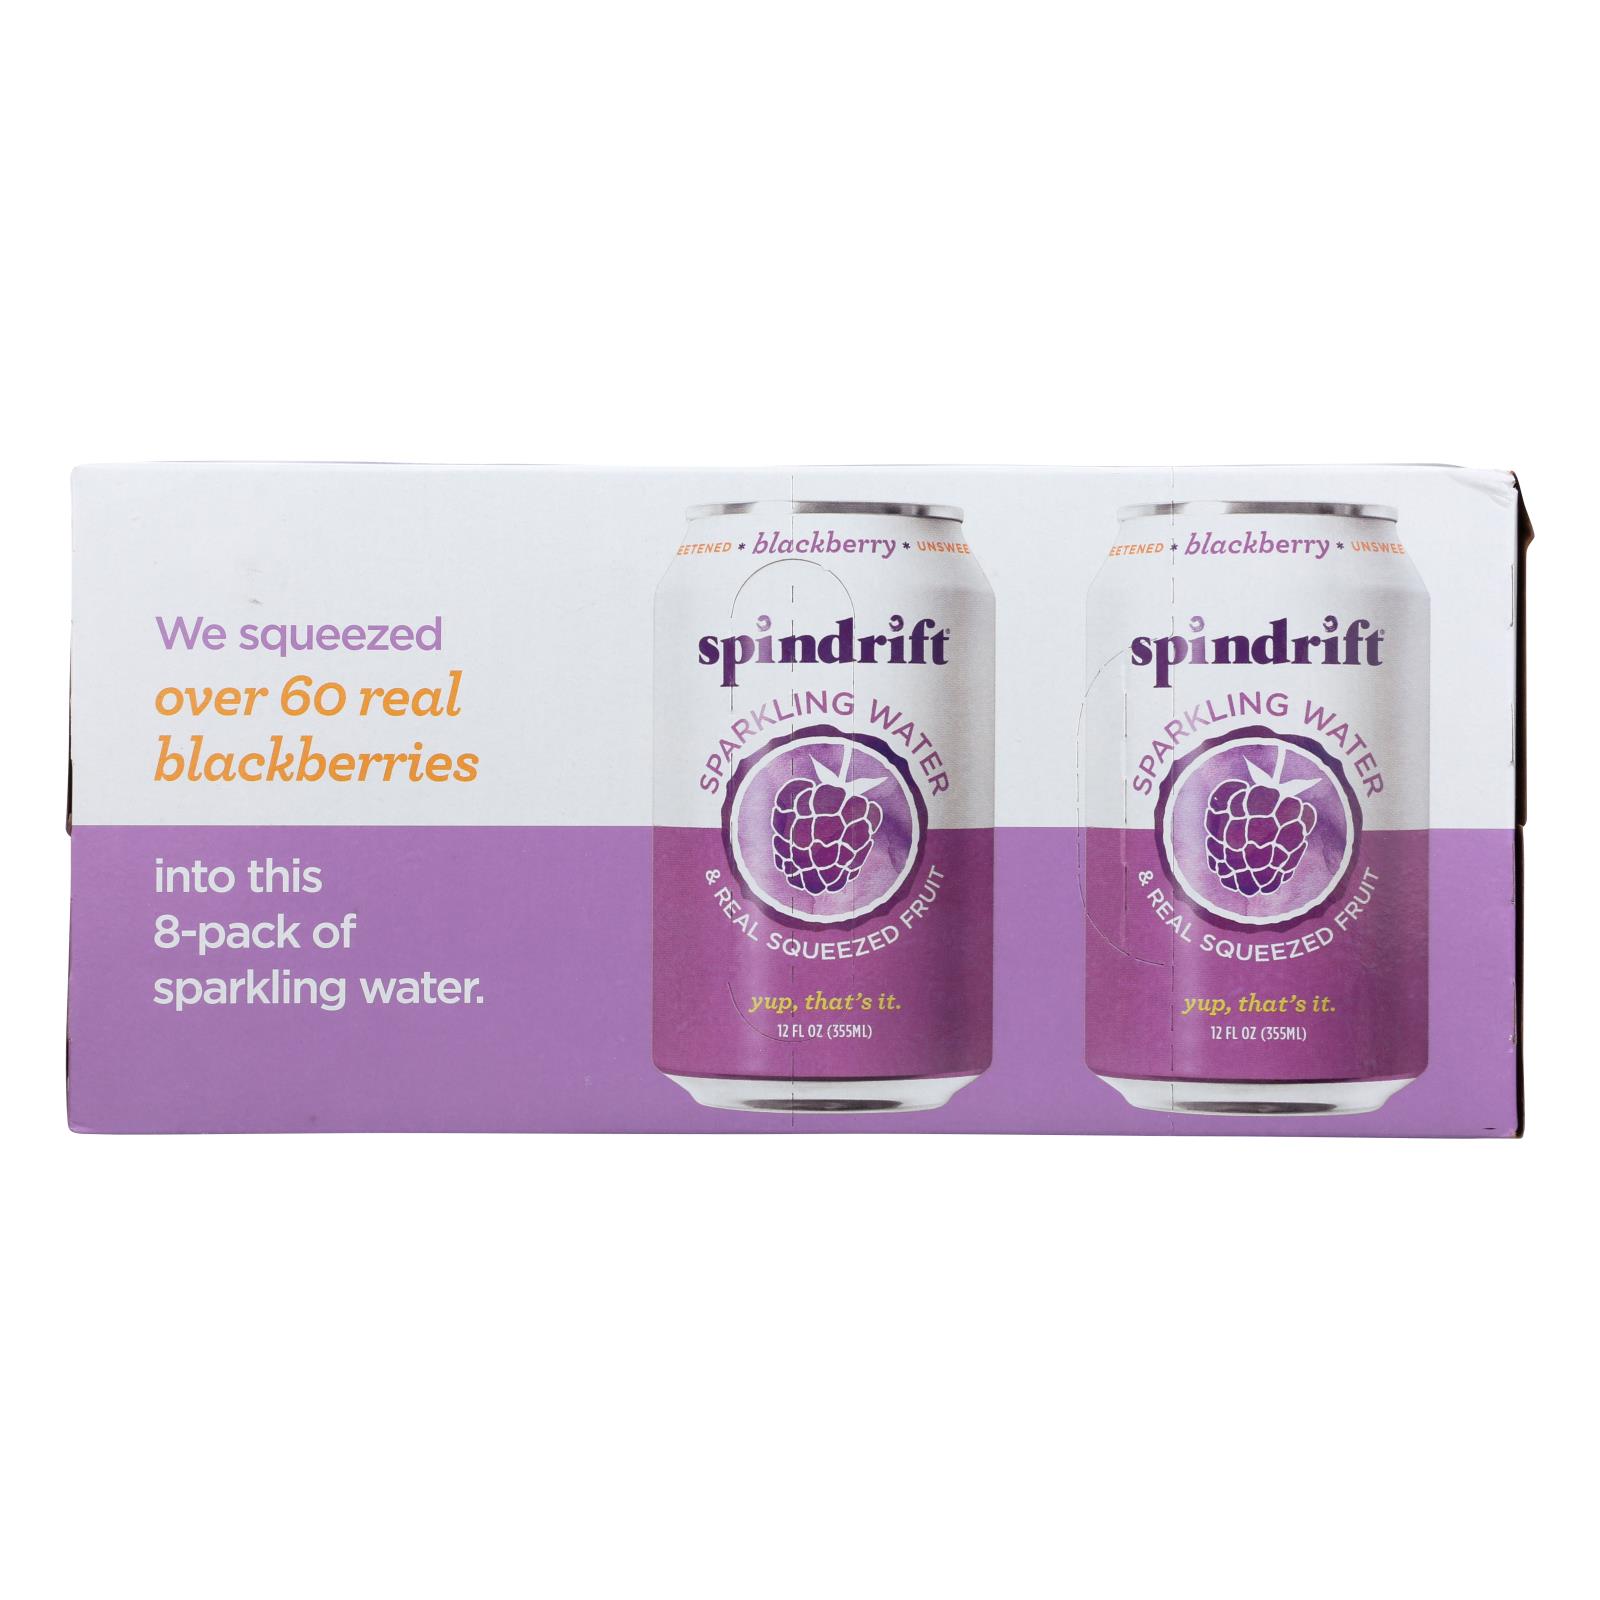 We squeezed
over 60 real
blackberries
into this
8-pack of
sparkling water.
EETENED * blackberry * UNSWEE
spindrift®
SPARKLING WATER
& REAL SQUEEZED FRUIT
yup, that's it.
12 FL OZ (355ML)
EETENED * blackberry * UNSWEE
spindrift®
SPARKLING WATER
& REAL SQUEEZED FRUIT
yup, that's it.
12 FL OZ (355ML)